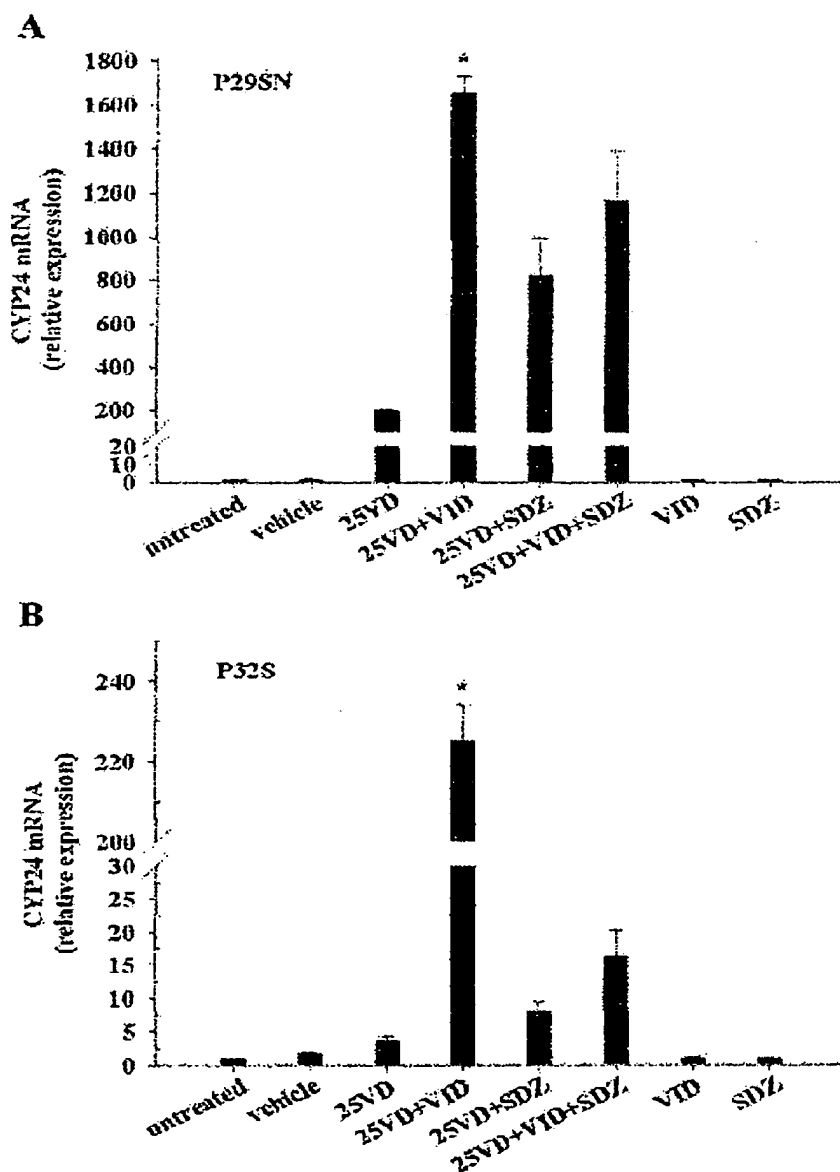 A
P29SN
*
CYP24 mRNA
(relative expression)
1800
1600
1400
1200
1000
800
600
400
200
20
10
0
untreated
vehicle
25VD
25VD+VID
25VD+SDZ
25VD+VID+SDZ
VID
SDZ
B
P32S
*
CYP24 mRNA
(relative expression)
240
220
200
30
25
20
15
10
5
0
untreated
vehicle
25VD
25VD+VID
25VD+SDZ
25VD+VID+SDZ
VID
SDZ